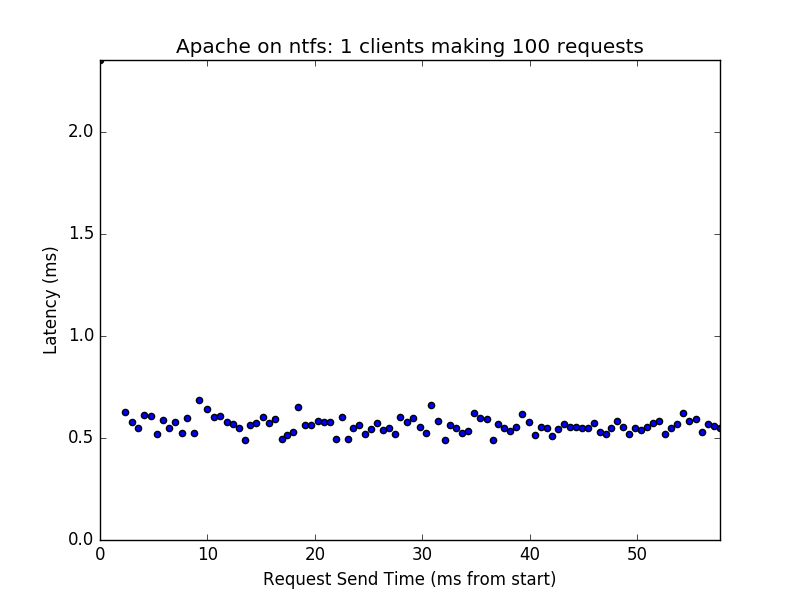 Apache on ntfs: 1 clients making 100 requests
2.0
1.5
1.0
0.5
0.0
Latency (ms)
0 10 20 30 40 50
Request Send Time (ms from start)